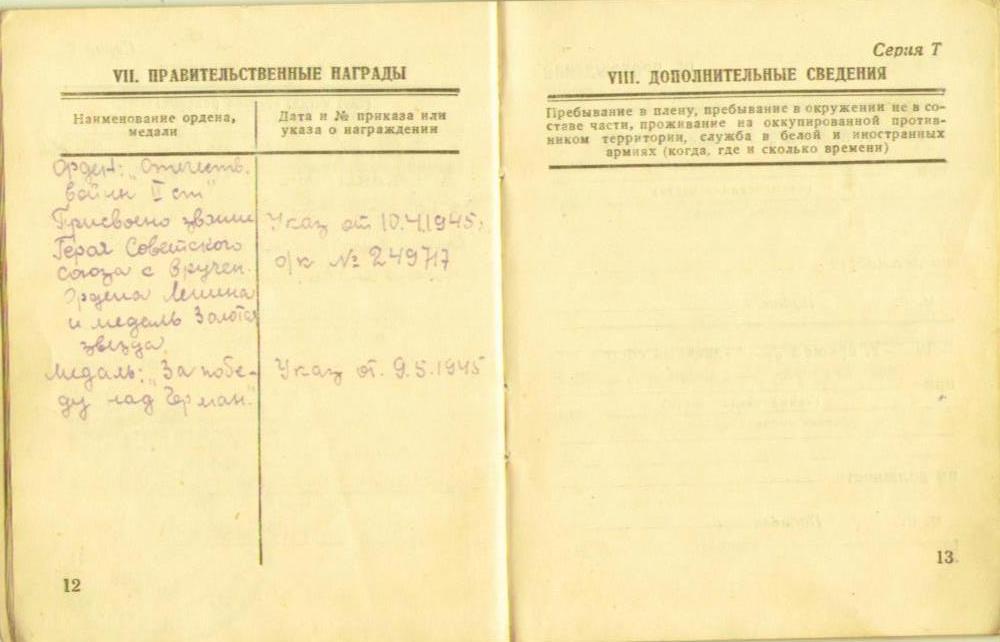 VII. ПРАВИТЕЛЬСТВЕННЫЕ НАГРАДЫ
Наименование ордена,
медали
Дата и № приказа или
указа о награждении
Орден: „Отечеств.
войны II ст"
Присвоено звание
Героя Советского
Союза с вручен.
Ордена Ленина
и медаль Золотая
звезда
Указ от 10.4.1945,
о/к № 249717
Медаль: „За побе-
ду над Герман."
Указ от. 9.5.1945
12
Серия Т
VIII. ДОПОЛНИТЕЛЬНЫЕ СВЕДЕНИЯ
Пребывание в плену, пребывание в окружении не в со-
ставе части, проживание на оккупированной против-
ником территории, служба в белой и иностранных
армиях (когда, где и сколько времени)
13